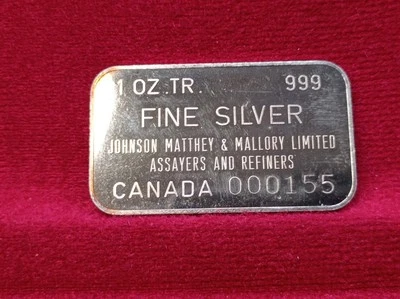 1 OZ.TR. 999
FINE SILVER
JOHNSON MATTHEY & MALLORY LIMITED
ASSAYERS AND REFINERS
CANADA 000155